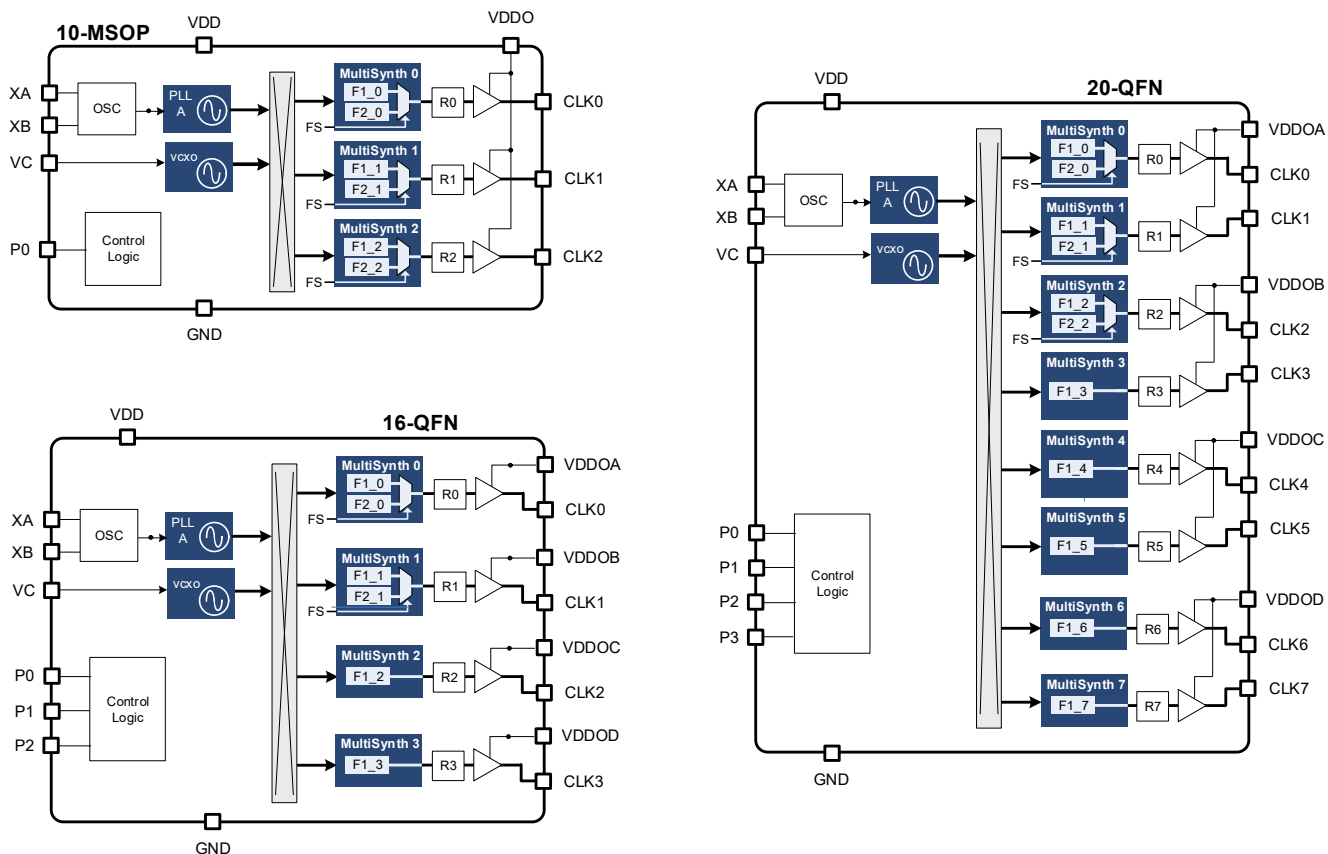 10-MSOP
VDD
VDDO
XA
XB
VC
P0
OSC
PLL
A
VCXO
Control
Logic
MultiSynth 0
F1_0
F2_0
FS
R0
CLK0
MultiSynth 1
F1_1
F2_1
FS
R1
CLK1
MultiSynth 2
F1_2
F2_2
FS
R2
CLK2
GND
16-QFN
VDD
XA
XB
VC
P0
P1
P2
OSC
PLL
A
VCXO
Control
Logic
MultiSynth 0
F1_0
F2_0
FS
R0
VDDOA
CLK0
MultiSynth 1
F1_1
F2_1
FS
R1
VDDOB
CLK1
MultiSynth 2
F1_2
R2
VDDOC
CLK2
MultiSynth 3
F1_3
R3
VDDOD
CLK3
GND
20-QFN
VDD
XA
XB
VC
OSC
PLL
A
VCXO
P0
P1
P2
P3
Control
Logic
MultiSynth 0
F1_0
F2_0
FS
R0
VDDOA
CLK0
MultiSynth 1
F1_1
F2_1
FS
R1
CLK1
MultiSynth 2
F1_2
F2_2
FS
R2
VDDOB
CLK2
MultiSynth 3
F1_3
R3
CLK3
MultiSynth 4
F1_4
R4
VDDOC
CLK4
MultiSynth 5
F1_5
R5
CLK5
MultiSynth 6
F1_6
R6
VDDOD
CLK6
MultiSynth 7
F1_7
R7
CLK7
GND